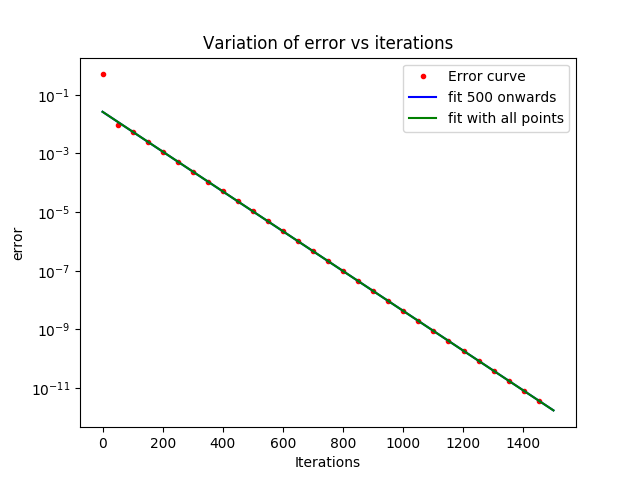 Variation of error vs iterations
Error curve
fit 500 onwards
fit with all points
10⁻¹
10⁻³
10⁻⁵
10⁻⁷
10⁻⁹
10⁻¹¹
error
0 200 400 600 800 1000 1200 1400
Iterations